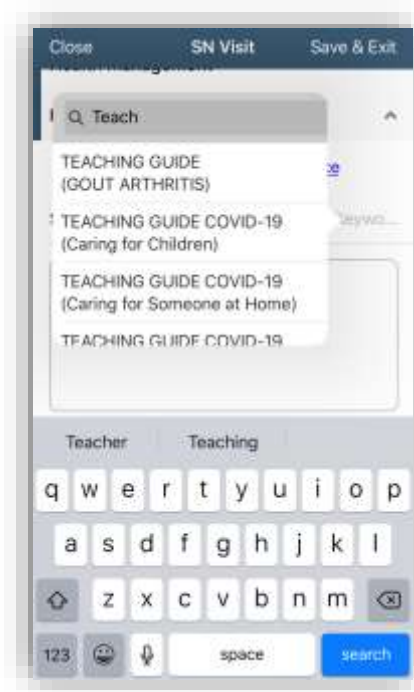 Close SN Visit Save & Exit
Teach
TEACHING GUIDE
(GOUT ARTHRITIS)
TEACHING GUIDE COVID-19
(Caring for Children)
TEACHING GUIDE COVID-19
(Caring for Someone at Home)
TEACHING GUIDE COVID-19
Teacher Teaching
q w e r t y u i o p
a s d f g h j k l
z x c v b n m
123 space search